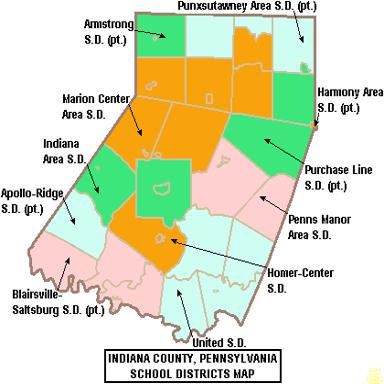 Punxsutawney Area S.D. (pt.)
Armstrong
S.D. (pt.)
Harmony Area
S.D. (pt.)
Marion Center
Area S.D.
Indiana
Area S.D.
Purchase Line
S.D. (pt.)
Apollo-Ridge
S.D. (pt.)
Penns Manor
Area S.D.
Homer-Center
S.D.
Blairsville-
Saltsburg S.D. (pt.)
United S.D.
INDIANA COUNTY, PENNSYLVANIA
SCHOOL DISTRICTS MAP